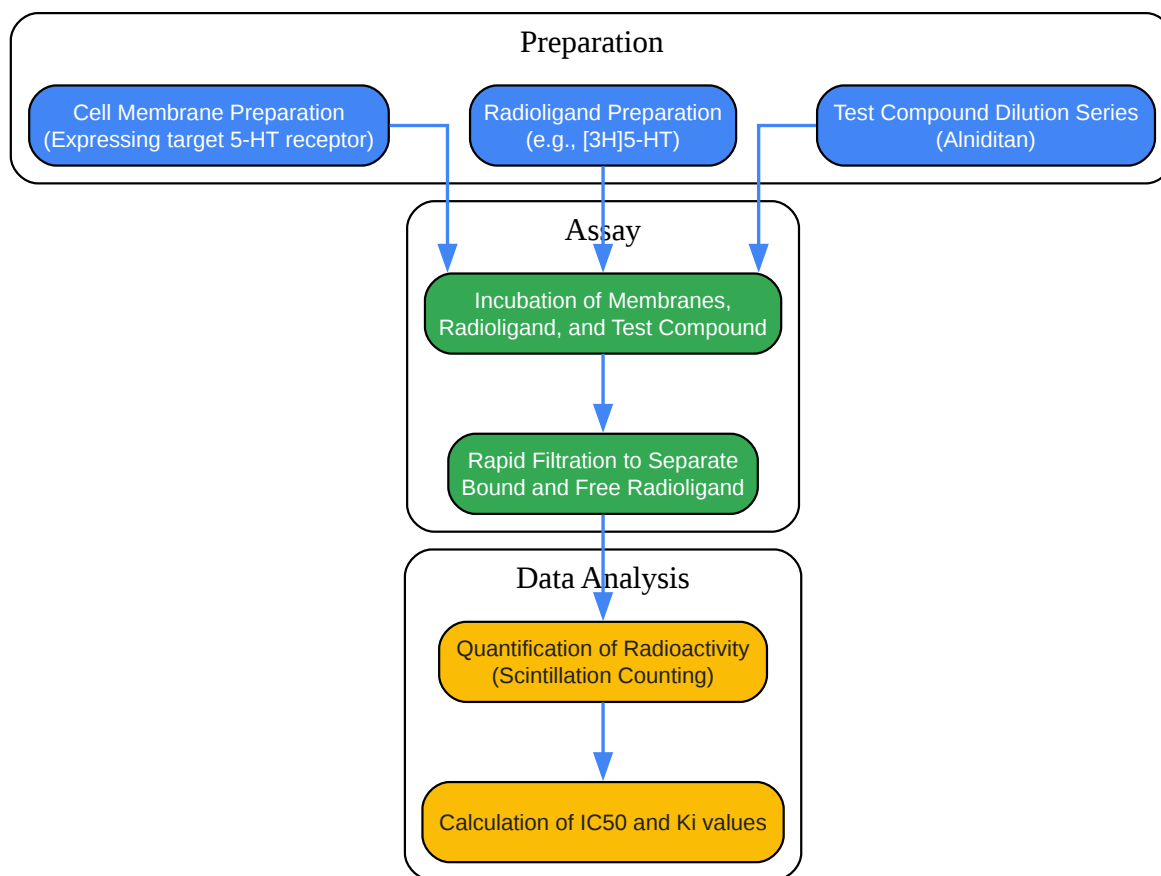 Preparation
Cell Membrane Preparation
(Expressing target 5-HT receptor)
Radioligand Preparation
(e.g., [3H]5-HT)
Test Compound Dilution Series
(Alniditan)
Assay
Incubation of Membranes,
Radioligand, and Test Compound
Rapid Filtration to Separate
Bound and Free Radioligand
Data Analysis
Quantification of Radioactivity
(Scintillation Counting)
Calculation of IC50 and Ki values